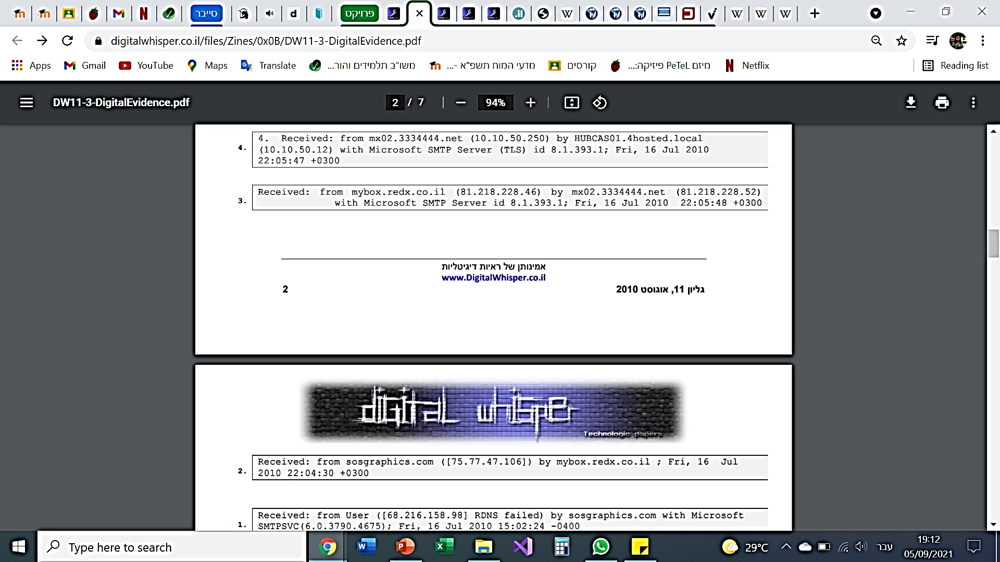 סייבר
פרויקט
digitalwhisper.co.il/files/Zines/0x0B/DW11-3-DigitalEvidence.pdf
Apps Gmail YouTube Maps Translate משו"ב תלמידים והור... מדעי המוח תשפ"א -... קורסים מיזם PeTeL פיזיקה:... Netflix Reading list
DW11-3-DigitalEvidence.pdf 2 / 7 94%
4. 4. Received: from mx02.3334444.net (10.10.50.250) by HUBCAS01.4hosted.local
(10.10.50.12) with Microsoft SMTP Server (TLS) id 8.1.393.1; Fri, 16 Jul 2010
22:05:47 +0300
3. Received: from mybox.redx.co.il (81.218.228.46) by mx02.3334444.net (81.218.228.52)
with Microsoft SMTP Server id 8.1.393.1; Fri, 16 Jul 2010 22:05:48 +0300
אמינותן של ראיות דיגיטליות
www.DigitalWhisper.co.il
גליון 11, אוגוסט 2010
2
digital whisper
Technologic papers
2. Received: from sosgraphics.com ([75.77.47.106]) by mybox.redx.co.il ; Fri, 16 Jul
2010 22:04:30 +0300
1. Received: from User ([68.216.158.98] RDNS failed) by sosgraphics.com with Microsoft
SMTPSVC(6.0.3790.4675); Fri, 16 Jul 2010 15:02:24 -0400
Type here to search
29°C
עבר
19:12
05/09/2021